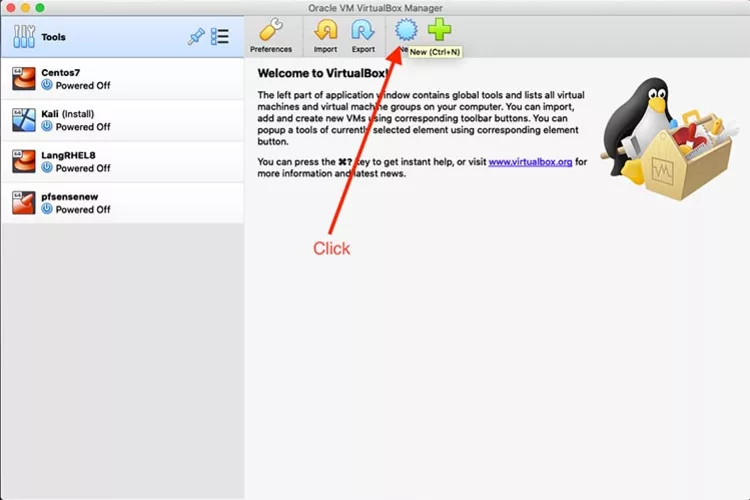 Oracle VM VirtualBox Manager
Tools
Preferences
Import
Export
New (Ctrl+N)
Centos7
Powered Off
Kali (Install)
Powered Off
LangRHEL8
Powered Off
pfsensenew
Powered Off
Welcome to VirtualBox!
The left part of application window contains global tools and lists all virtual
machines and virtual machine groups on your computer. You can import,
add and create new VMs using corresponding toolbar buttons. You can
popup a tools of currently selected element using corresponding element
button.
You can press the ⌘? key to get instant help, or visit www.virtualbox.org for
more information and latest news.
Click